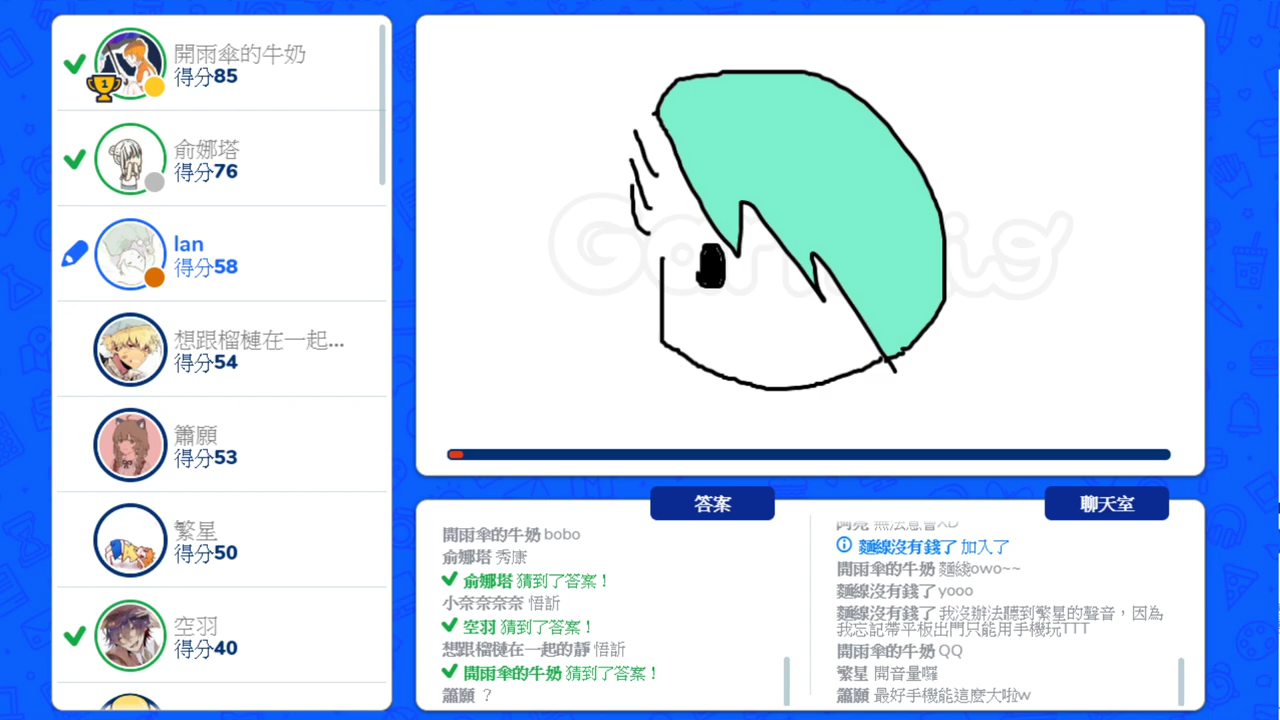 開雨傘的牛奶
得分85
1
俞娜塔
得分76
lan
得分58
想跟榴槤在一起...
得分54
簫願
得分53
繁星
得分50
空羽
得分40
答案
開雨傘的牛奶 bobo
俞娜塔 秀康
俞娜塔 猜到了答案！
小奈奈奈奈 悟訢
空羽 猜到了答案！
想跟榴槤在一起的靜 悟訢
開雨傘的牛奶 猜到了答案！
簫願 ？
聊天室
麵線沒有錢了 加入了
開雨傘的牛奶 麵綫owo~~
麵線沒有錢了 yooo
麵線沒有錢了 我沒辦法聽到繁星的聲音，因為
我忘記帶平板出門只能用手機玩TTT
開雨傘的牛奶 QQ
繁星 開音量囉
簫願 最好手機能這麼大啦w